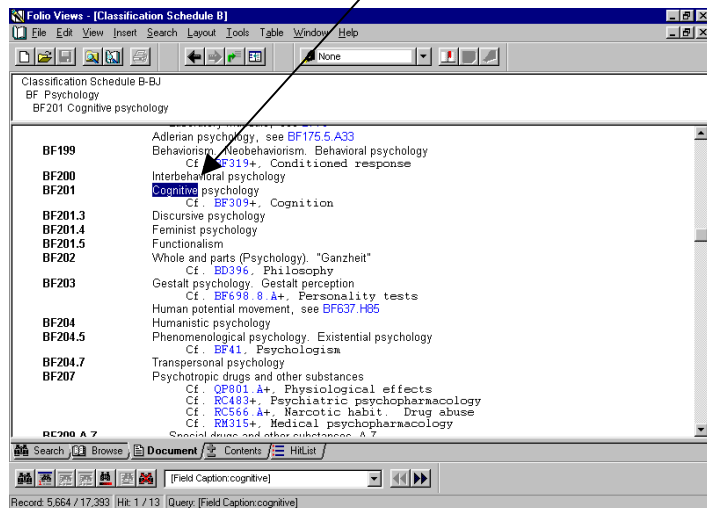 Folio Views - [Classification Schedule B]
File Edit View Insert Search Layout Tools Table Window Help
None
Classification Schedule B-BJ
BF Psychology
BF201 Cognitive psychology
Adlerian psychology, see BF175.5.A33
BF199 Behaviorism. Neobehaviorism. Behavioral psychology
Cf. BF319+, Conditioned response
BF200 Interbehavioral psychology
BF201 Cognitive psychology
Cf. BF309+, Cognition
BF201.3 Discursive psychology
BF201.4 Feminist psychology
BF201.5 Functionalism
BF202 Whole and parts (Psychology). "Ganzheit"
Cf. BD396, Philosophy
BF203 Gestalt psychology. Gestalt perception
Cf. BF698.8.A+, Personality tests
Human potential movement, see BF637.H85
BF204 Humanistic psychology
BF204.5 Phenomenological psychology. Existential psychology
Cf. BF41, Psychologism
BF204.7 Transpersonal psychology
BF207 Psychotropic drugs and other substances
Cf. QP801.A+, Physiological effects
Cf. RC483+, Psychiatric psychopharmacology
Cf. RC566.A+, Narcotic habit. Drug abuse
Cf. RM315+, Medical psychopharmacology
BF209.A-Z Special drugs and other substances, A-Z
Search Browse Document Contents HitList
[Field Caption:cognitive]
Record: 5,664 / 17,393 Hit: 1 / 13 Query: [Field Caption:cognitive]